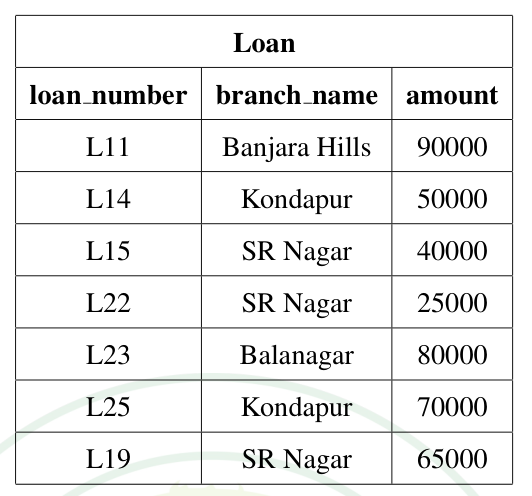 Loan
loan_number branch_name amount
L11 Banjara Hills 90000
L14 Kondapur 50000
L15 SR Nagar 40000
L22 SR Nagar 25000
L23 Balanagar 80000
L25 Kondapur 70000
L19 SR Nagar 65000